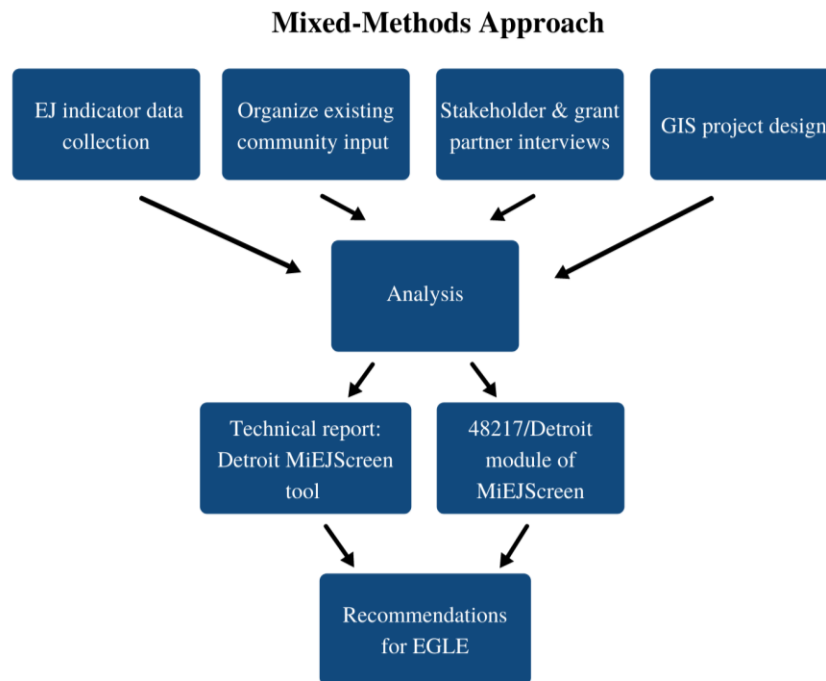 Mixed-Methods Approach
EJ indicator data
collection
Organize existing
community input
Stakeholder & grant
partner interviews
GIS project design
Analysis
Technical report:
Detroit MiEJScreen
tool
48217/Detroit
module of
MiEJScreen
Recommendations
for EGLE